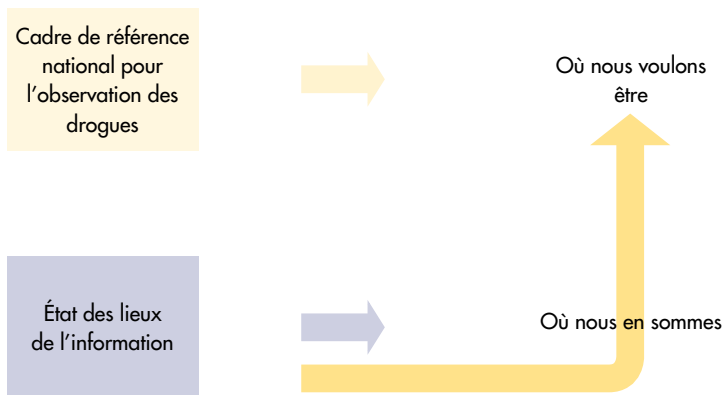 Cadre de référence
national pour
l'observation des
drogues
Où nous voulons
être
État des lieux
de l'information
Où nous en sommes